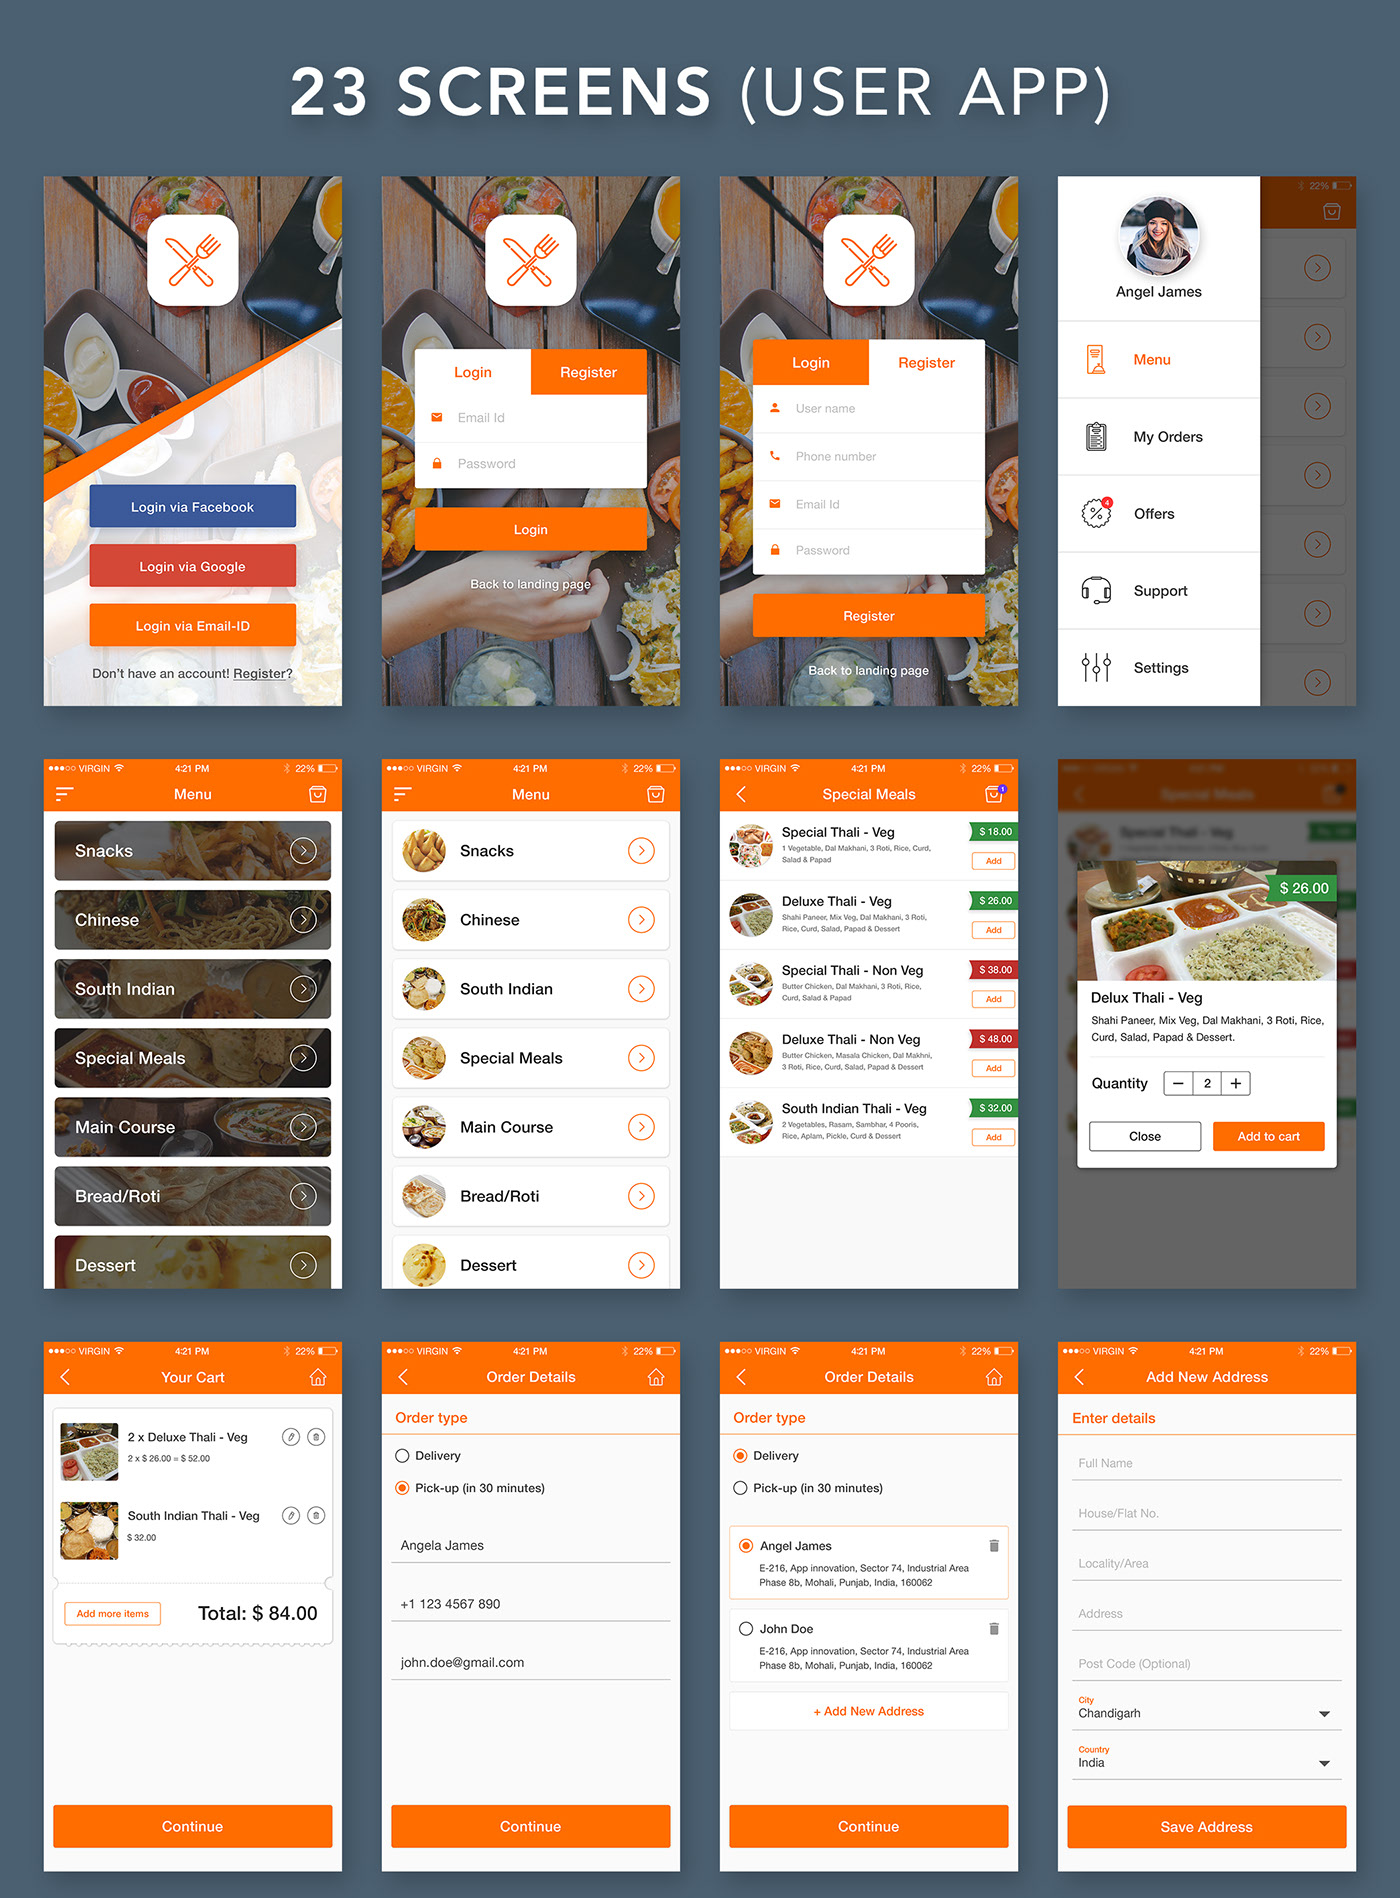 23 SCREENS (USER APP)
Login via Facebook
Login via Google
Login via Email-ID
Don't have an account! Register?
Login
Register
Email Id
Password
Login
Back to landing page
Login
Register
User name
Phone number
Email Id
Password
Register
Back to landing page
22%
Angel James
Menu
My Orders
4
Offers
Support
Settings
VIRGIN
4:21 PM
22%
Menu
Snacks
Chinese
South Indian
Special Meals
Main Course
Bread/Roti
Dessert
VIRGIN
4:21 PM
22%
Menu
Snacks
Chinese
South Indian
Special Meals
Main Course
Bread/Roti
Dessert
VIRGIN
4:21 PM
22%
Special Meals
1
Special Thali - Veg
$ 18.00
1 Vegetable, Dal Makhani, 3 Roti, Rice, Curd,
Salad & Papad
Add
Deluxe Thali - Veg
$ 26.00
Shahi Paneer, Mix Veg, Dal Makhani, 3 Roti,
Rice, Curd, Salad, Papad & Dessert
Add
Special Thali - Non Veg
$ 38.00
Butter Chicken, Dal Makhani, 3 Roti, Rice,
Curd, Salad & Papad
Add
Deluxe Thali - Non Veg
$ 48.00
Butter Chicken, Masala Chicken, Dal Makhni,
3 Roti, Rice, Curd, Salad, Papad & Dessert
Add
South Indian Thali - Veg
$ 32.00
2 Vegetables, Rasam, Sambhar, 4 Pooris,
Rice, Aplam, Pickle, Curd & Dessert
Add
Special Meals
Special Thali - Veg
$ 26.00
Delux Thali - Veg
Shahi Paneer, Mix Veg, Dal Makhani, 3 Roti, Rice,
Curd, Salad, Papad & Dessert.
Quantity
2
Close
Add to cart
VIRGIN
4:21 PM
22%
Your Cart
2 x Deluxe Thali - Veg
2 x $ 26.00 = $ 52.00
South Indian Thali - Veg
$ 32.00
Add more items
Total: $ 84.00
Continue
VIRGIN
4:21 PM
22%
Order Details
Order type
Delivery
Pick-up (in 30 minutes)
Angela James
+1 123 4567 890
john.doe@gmail.com
Continue
VIRGIN
4:21 PM
22%
Order Details
Order type
Delivery
Pick-up (in 30 minutes)
Angel James
E-216, App innovation, Sector 74, Industrial Area
Phase 8b, Mohali, Punjab, India, 160062
John Doe
E-216, App innovation, Sector 74, Industrial Area
Phase 8b, Mohali, Punjab, India, 160062
+ Add New Address
Continue
VIRGIN
4:21 PM
22%
Add New Address
Enter details
Full Name
House/Flat No.
Locality/Area
Address
Post Code (Optional)
City
Chandigarh
Country
India
Save Address